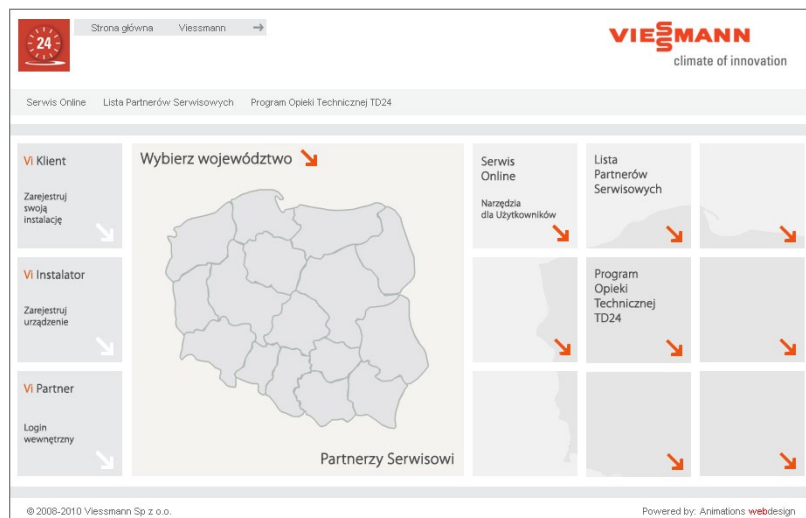 24
Strona główna Viessmann
VIESSMANN
climate of innovation
Serwis Online Lista Partnerów Serwisowych Program Opieki Technicznej TD24
Vi Klient
Zarejestruj
swoją
instalację
Wybierz województwo
Serwis
Online
Narzędzia
dla Użytkowników
Lista
Partnerów
Serwisowych
Vi Instalator
Zarejestruj
urządzenie
Program
Opieki
Technicznej
TD24
Vi Partner
Login
wewnętrzny
Partnerzy Serwisowi
© 2008-2010 Viessmann Sp z o.o.
Powered by: Animations webdesign